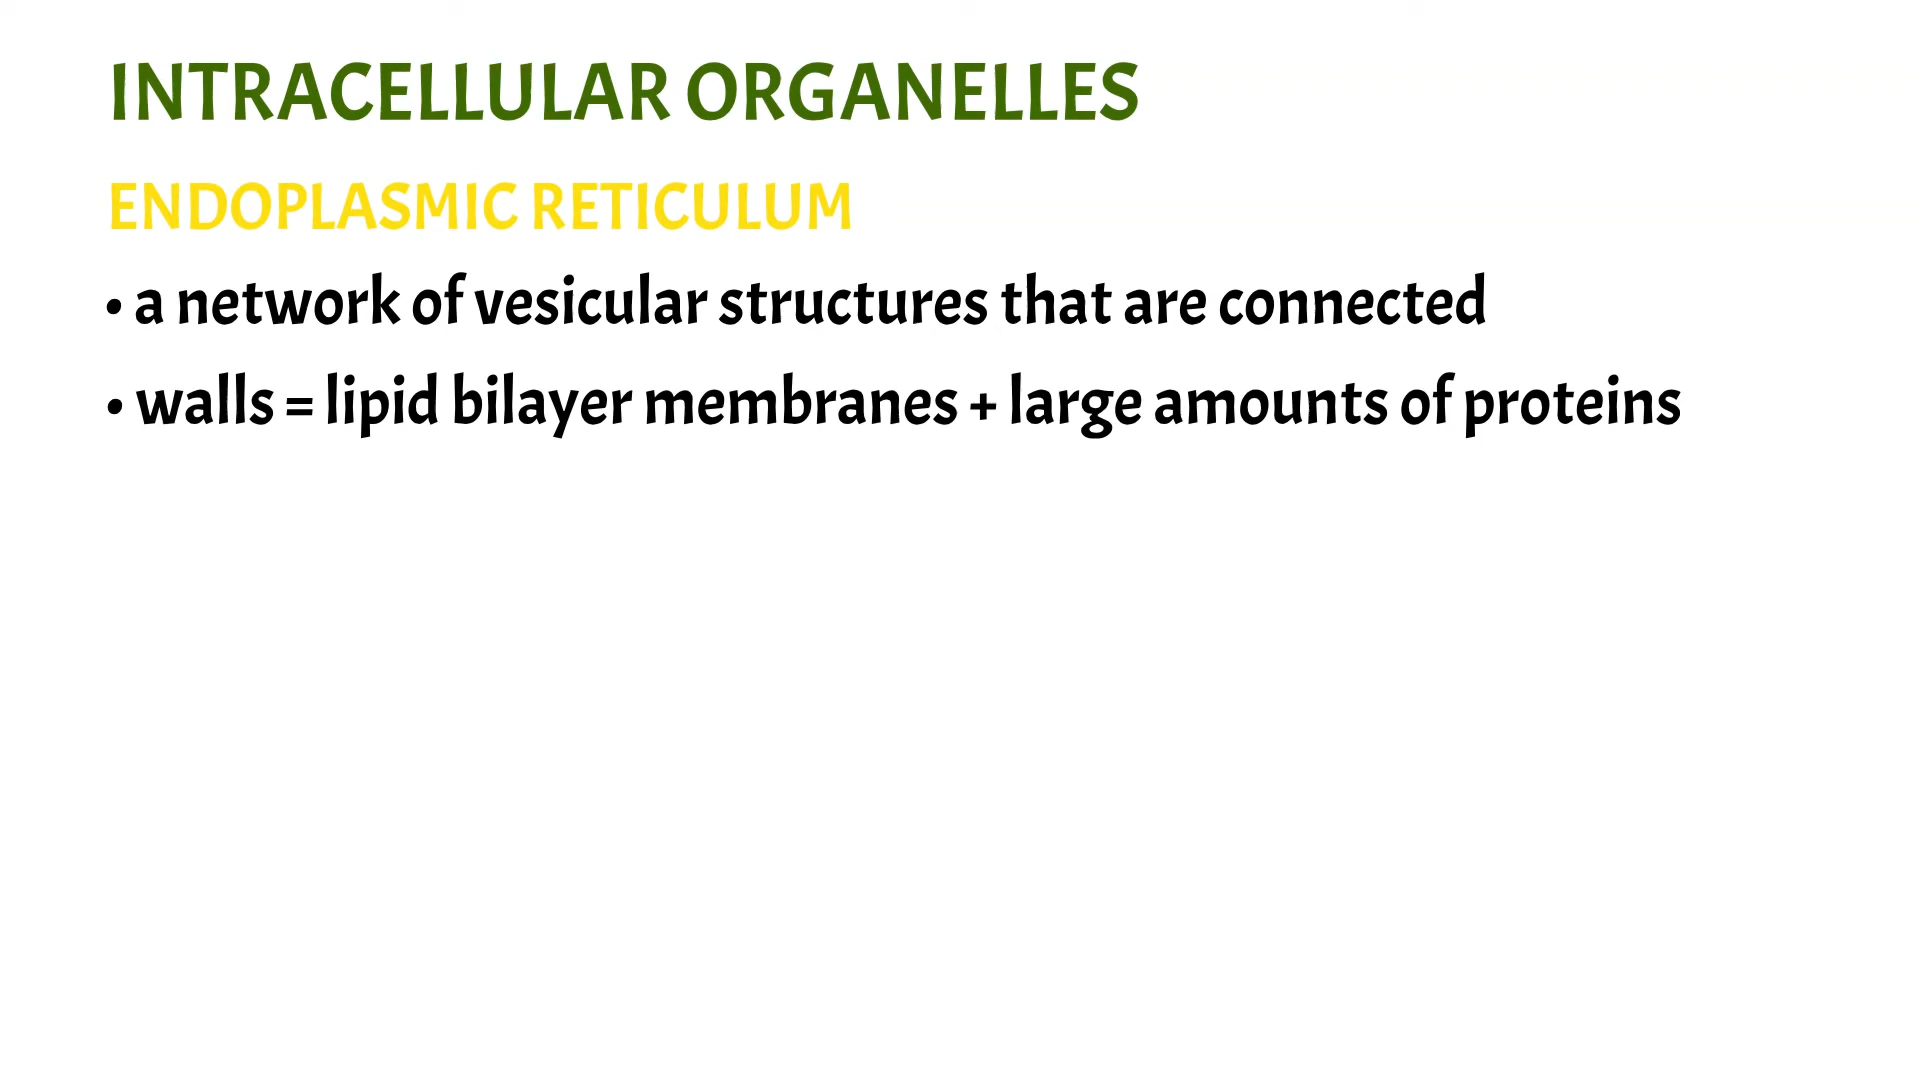 INTRACELLULAR ORGANELLES
ENDOPLASMIC RETICULUM
• a network of vesicular structures that are connected
• walls = lipid bilayer membranes + large amounts of proteins